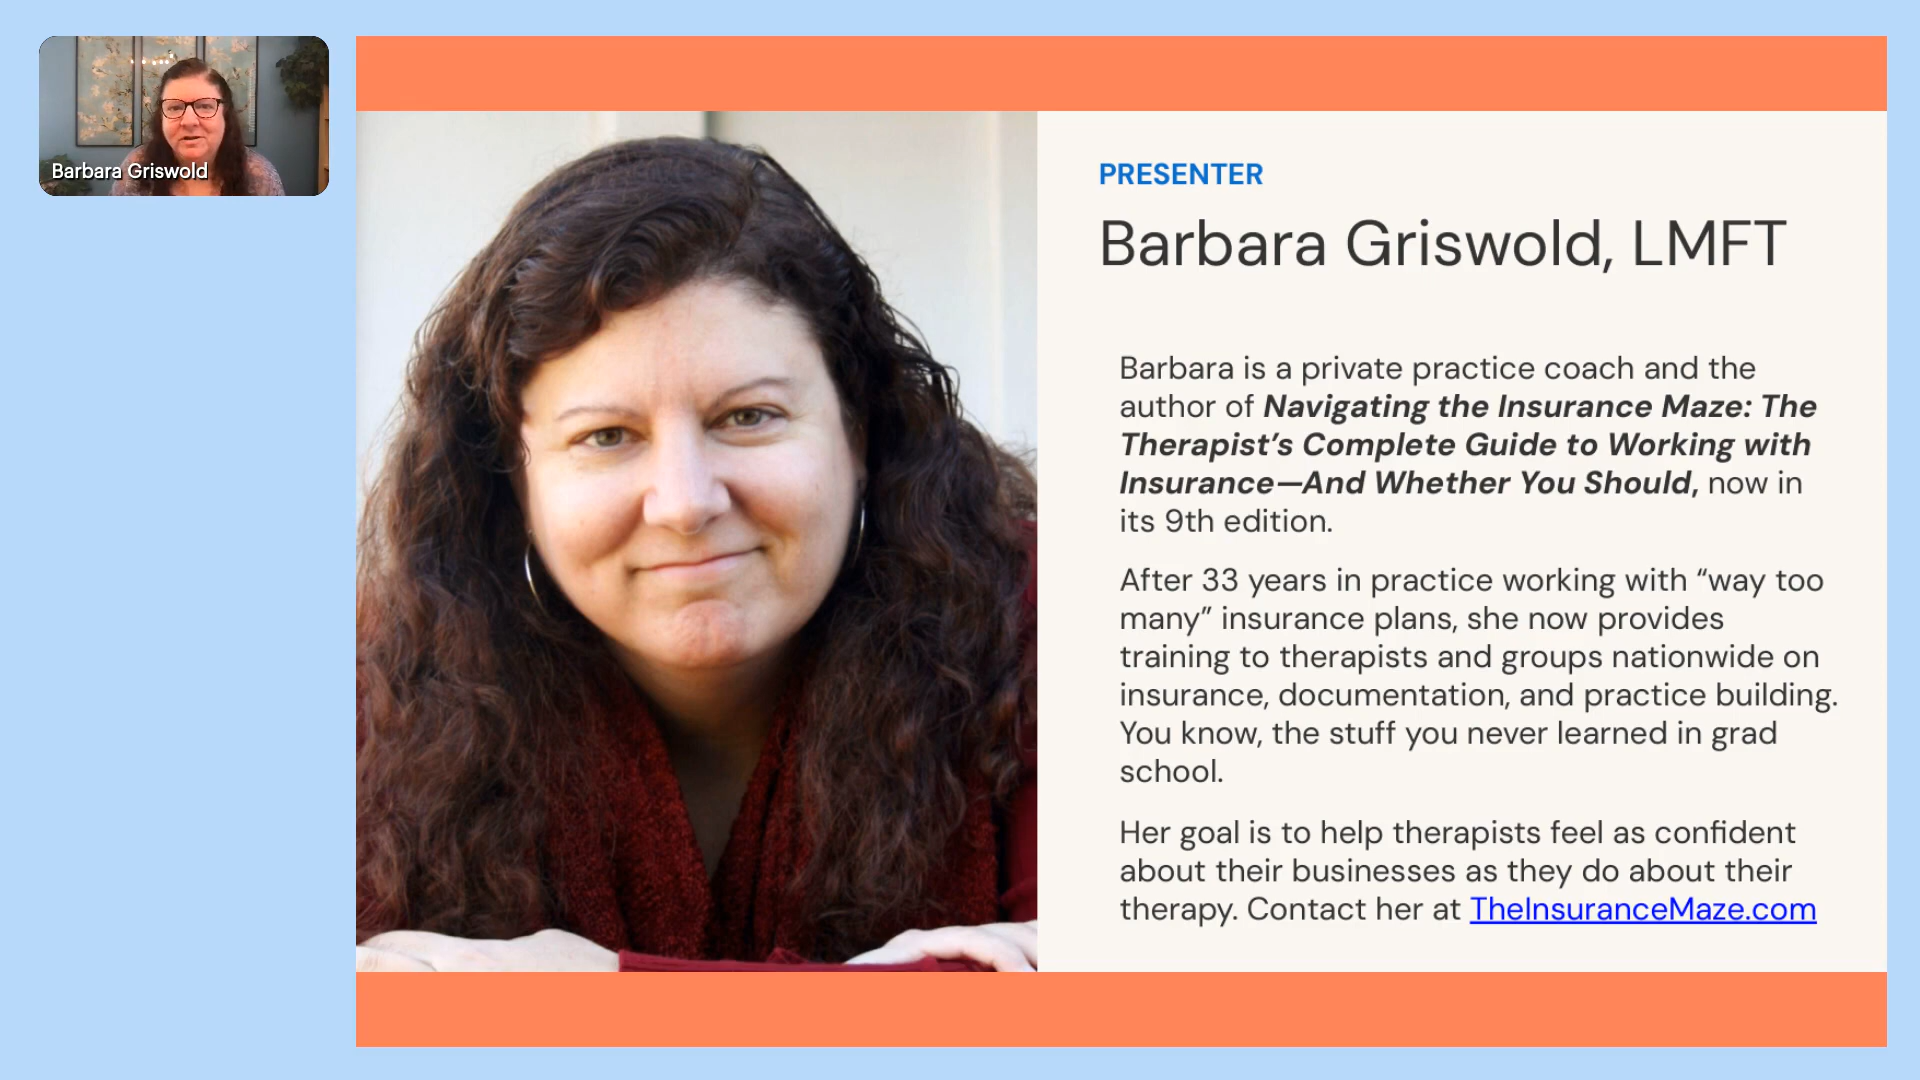 Barbara Griswold
PRESENTER
Barbara Griswold, LMFT
Barbara is a private practice coach and the
author of Navigating the Insurance Maze: The
Therapist’s Complete Guide to Working with
Insurance—And Whether You Should, now in
its 9th edition.
After 33 years in practice working with “way too
many” insurance plans, she now provides
training to therapists and groups nationwide on
insurance, documentation, and practice building.
You know, the stuff you never learned in grad
school.
Her goal is to help therapists feel as confident
about their businesses as they do about their
therapy. Contact her at TheInsuranceMaze.com